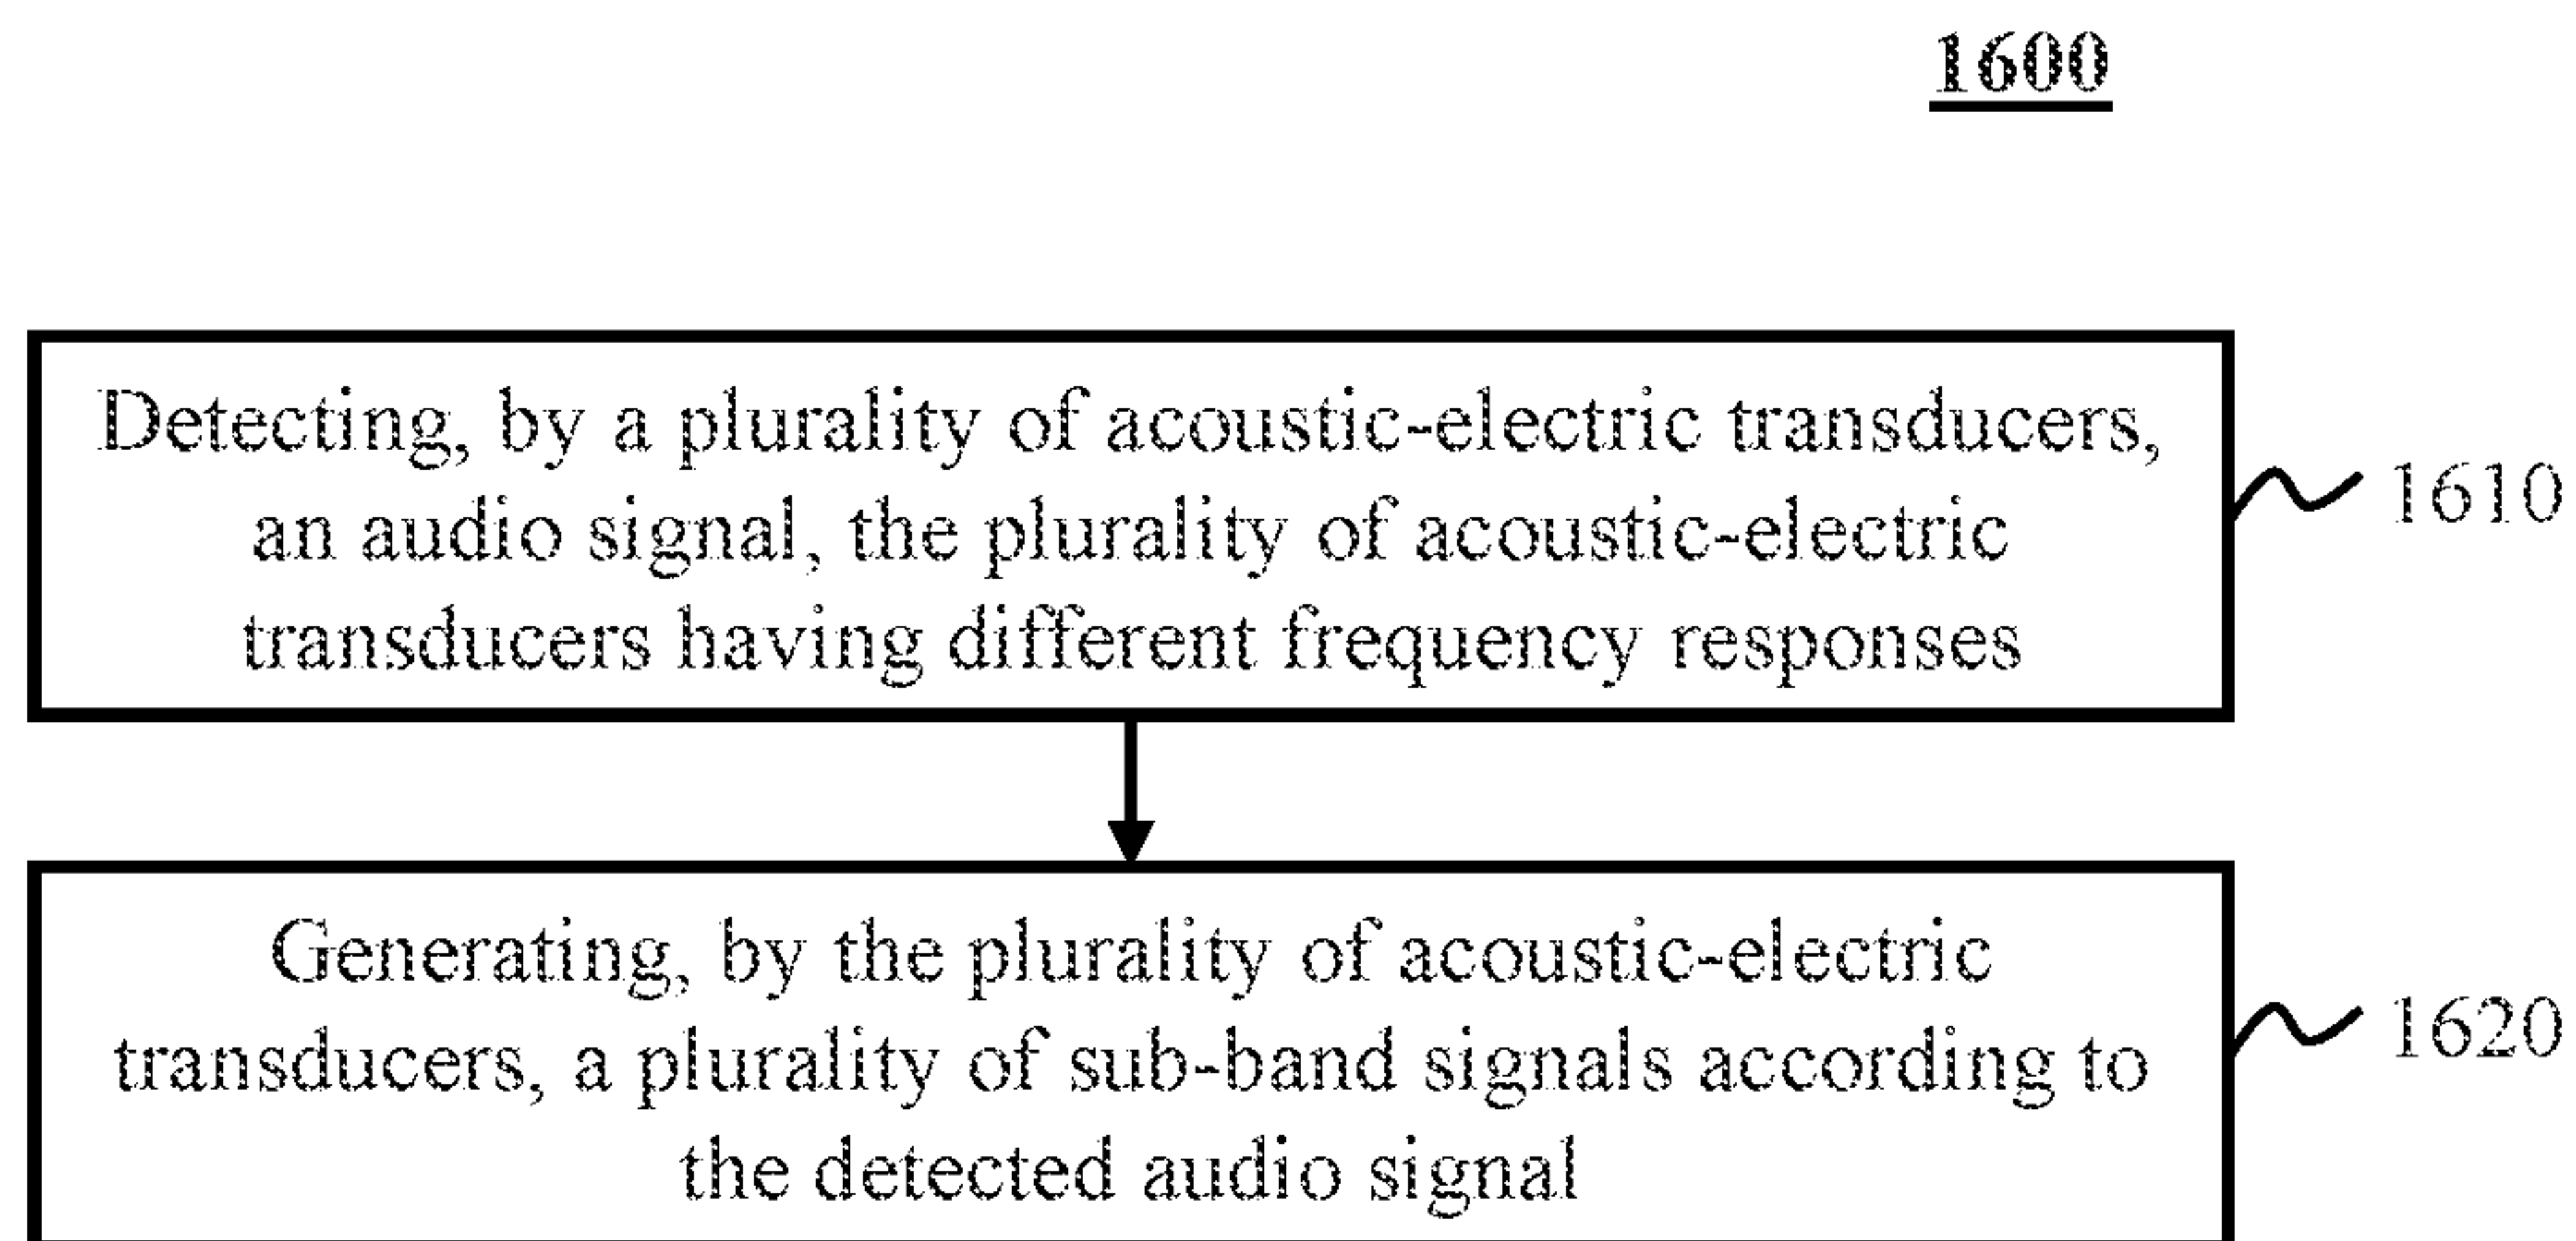 1600
Detecting, by a plurality of acoustic-electric transducers,
an audio signal, the plurality of acoustic-electric
transducers having different frequency responses
1610
Generating, by the plurality of acoustic-electric
transducers, a plurality of sub-band signals according to
the detected audio signal
1620